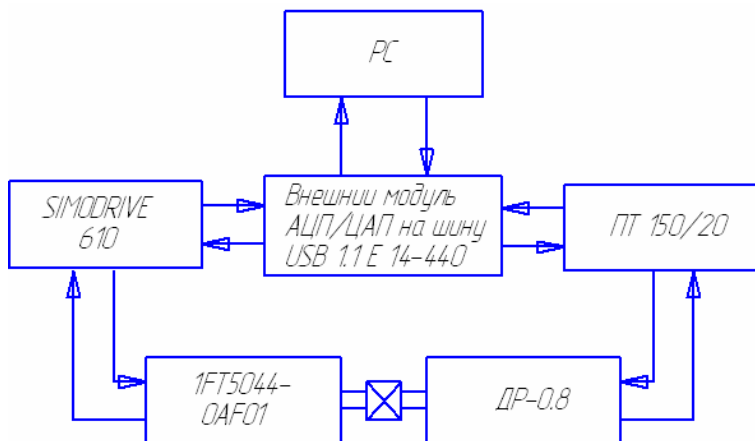 PC
SIMODRIVE
610
Внешний модуль
АЦП/ЦАП на шину
USB 1.1 E 14-440
ПТ 150/20
1FT5044-
0AF01
ДР-0.8